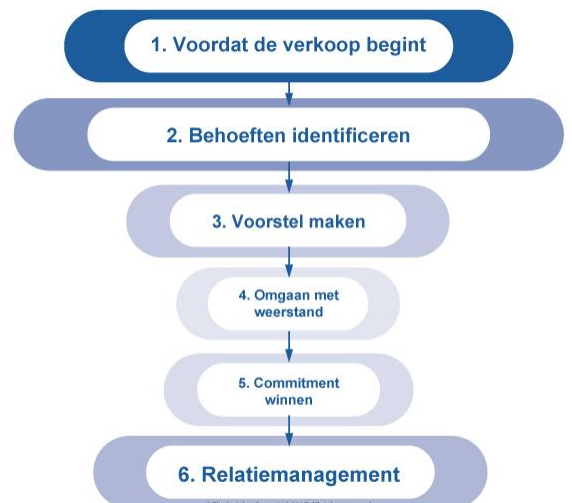 1. Voordat de verkoop begint
2. Behoeften identificeren
3. Voorstel maken
4. Omgaan met
weerstand
5. Commitment
winnen
6. Relatiemanagement